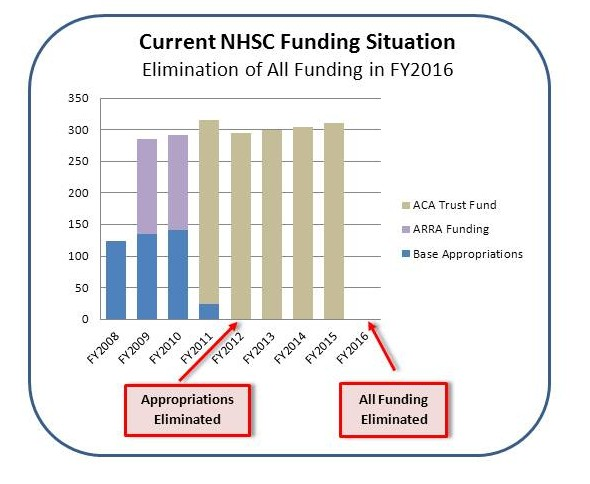 Current NHSC Funding Situation
Elimination of All Funding in FY2016
350
300
250
200
150
100
50
0
FY2008
FY2009
FY2010
FY2011
FY2012
FY2013
FY2014
FY2015
FY2016
ACA Trust Fund
ARRA Funding
Base Appropriations
Appropriations
Eliminated
All Funding
Eliminated